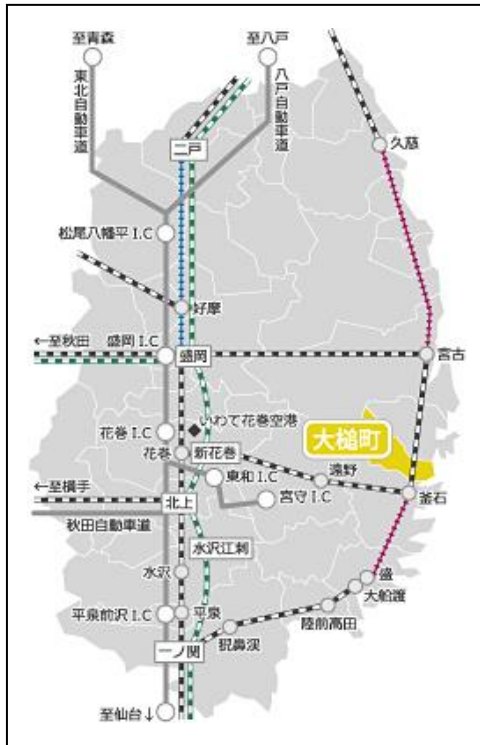 至青森
至八戸
東北自動車道
八戸自動車道
二戸
久慈
松尾八幡平 I.C
好摩
←至秋田
盛岡 I.C
盛岡
宮古
いわて花巻空港
花巻 I.C
大槌町
花巻
新花巻
東和 I.C
遠野
←至横手
宮守 I.C
釜石
北上
秋田自動車道
水沢江刺
水沢
盛
大船渡
平泉前沢 I.C
平泉
陸前高田
猊鼻渓
一ノ関
至仙台↓